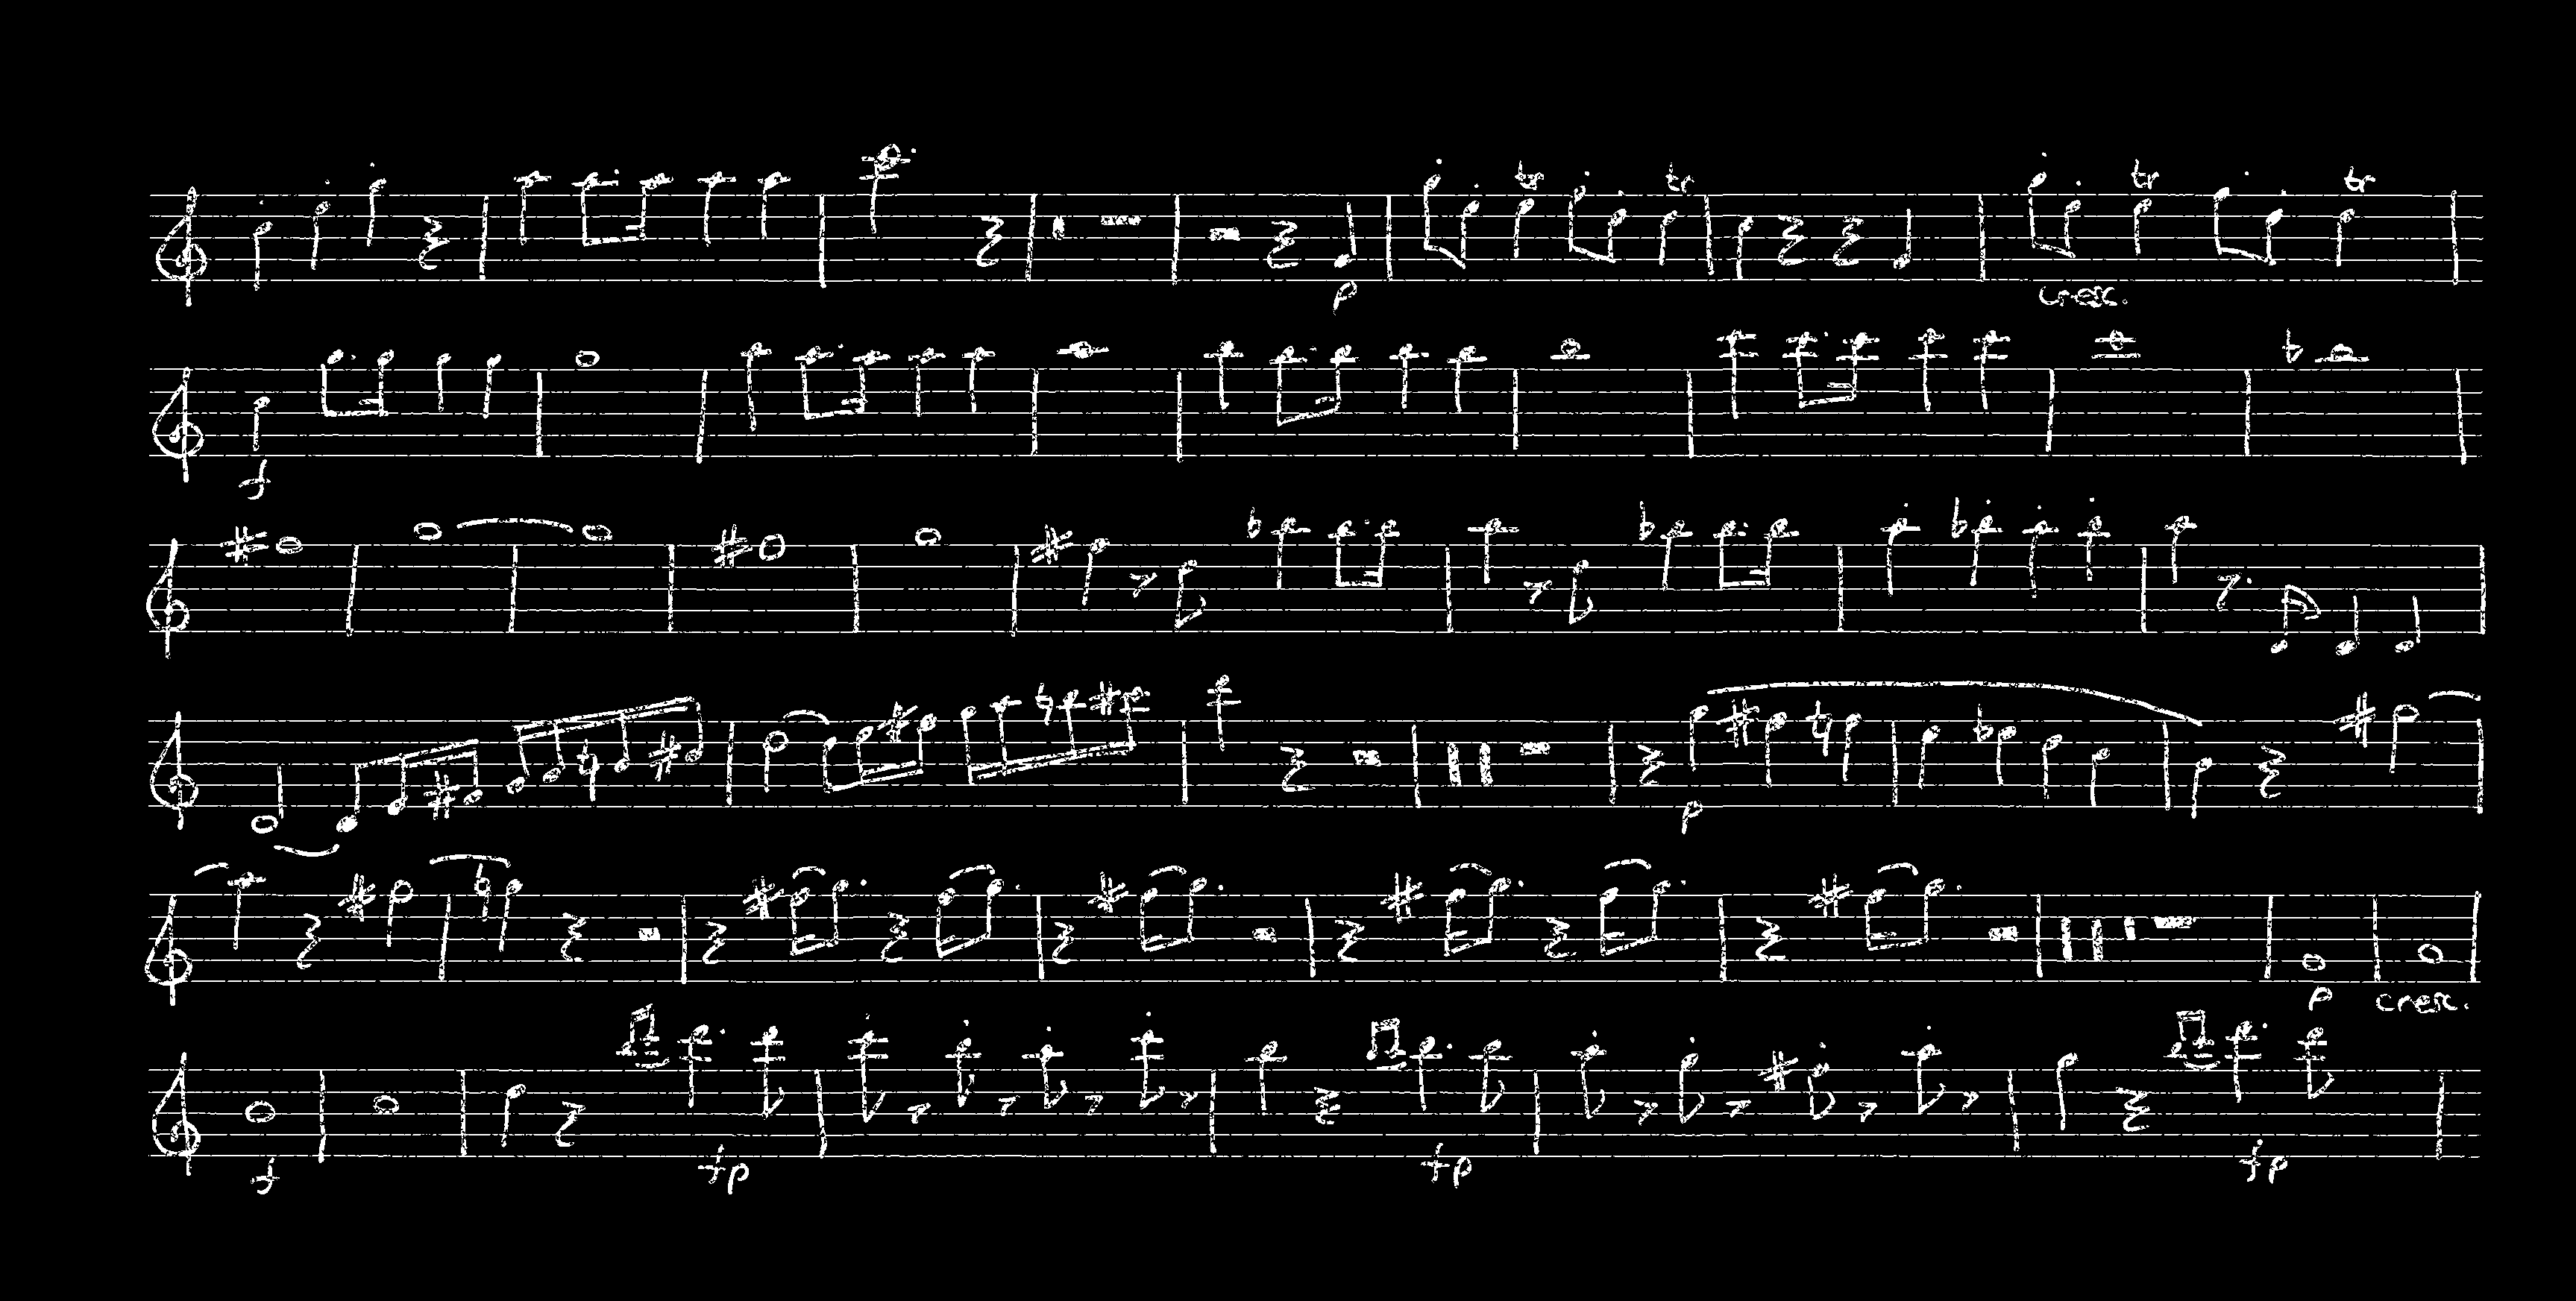 tr tr tr tr
p cresc.
f
p
p cresc.
f fp fp fp